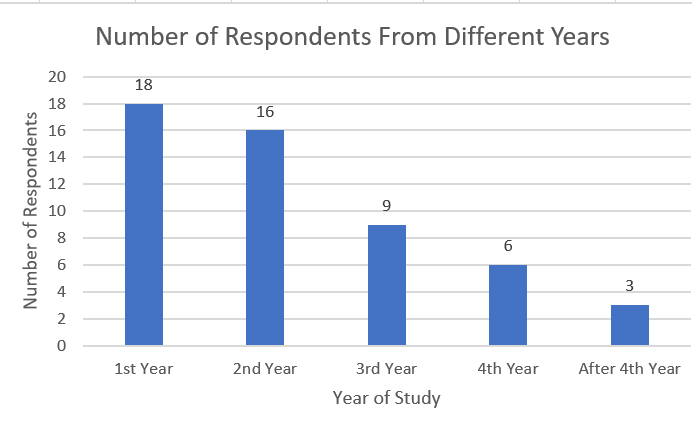 Number of Respondents From Different Years
20
18
16
14
12
10
8
6
4
2
0
Number of Respondents
18
16
9
6
3
1st Year
2nd Year
3rd Year
4th Year
After 4th Year
Year of Study